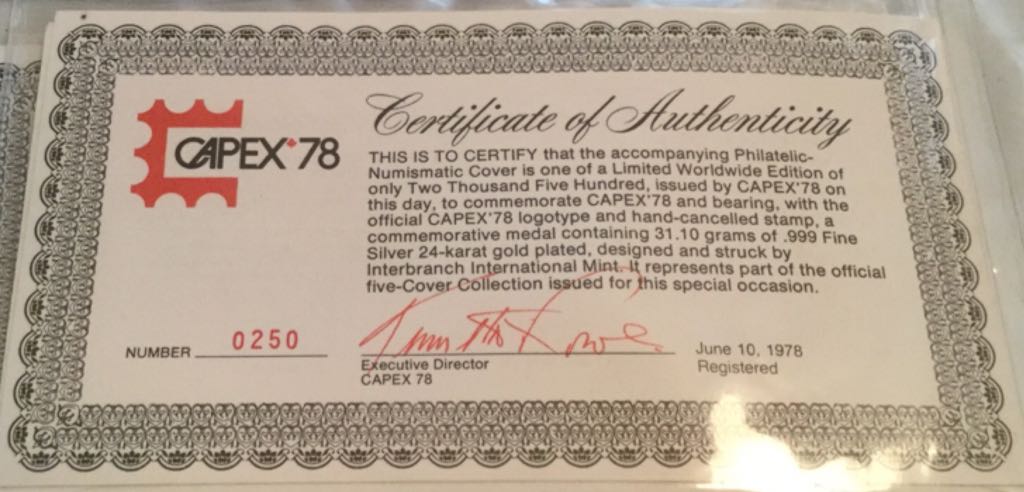 CAPEX'78
Certificate of Authenticity
THIS IS TO CERTIFY that the accompanying Philatelic-
Numismatic Cover is one of a Limited Worldwide Edition of
only Two Thousand Five Hundred, issued by CAPEX'78 on
this day, to commemorate CAPEX'78 and bearing, with the
official CAPEX'78 logotype and hand-cancelled stamp, a
commemorative medal containing 31.10 grams of .999 Fine
Silver 24-karat gold plated, designed and struck by
Interbranch International Mint. It represents part of the official
five-Cover Collection issued for this special occasion.
NUMBER 0250
Executive Director
CAPEX 78
June 10, 1978
Registered